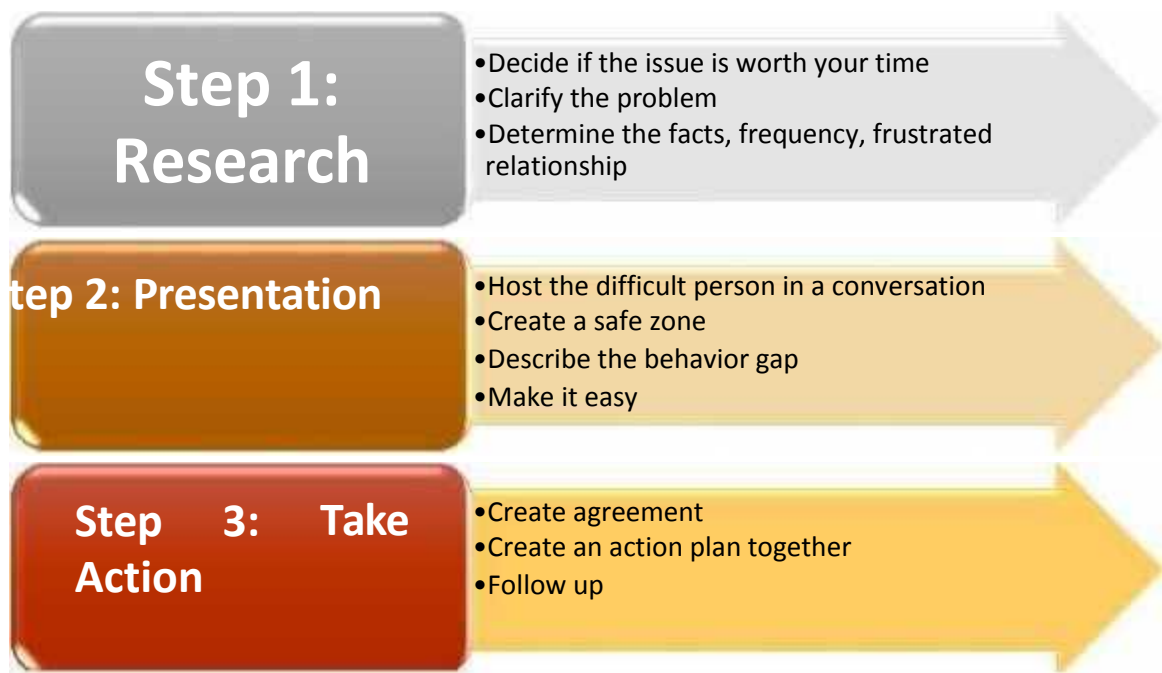 Step 1:
Research
•Decide if the issue is worth your time
•Clarify the problem
•Determine the facts, frequency, frustrated
relationship
tep 2: Presentation
•Host the difficult person in a conversation
•Create a safe zone
•Describe the behavior gap
•Make it easy
Step 3: Take
Action
•Create agreement
•Create an action plan together
•Follow up